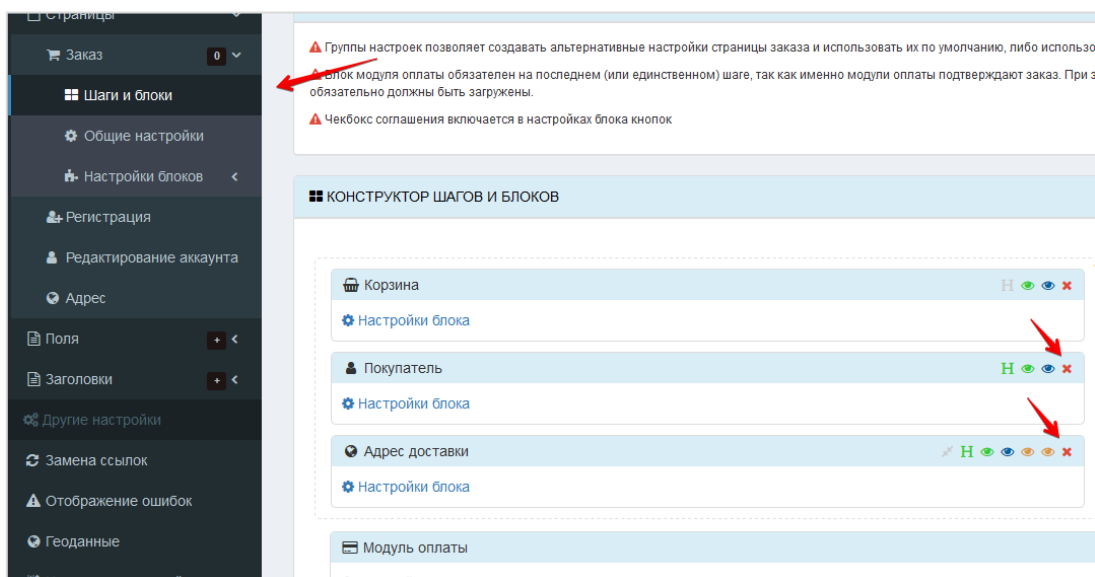 Страницы
Заказ 0
Шаги и блоки
Общие настройки
Настройки блоков
Регистрация
Редактирование аккаунта
Адрес
Поля +
Заголовки +
Другие настройки
Замена ссылок
Отображение ошибок
Геоданные
Группы настроек позволяет создавать альтернативные настройки страницы заказа и использовать их по умолчанию, либо использо
Блок модуля оплаты обязателен на последнем (или единственном) шаге, так как именно модули оплаты подтверждают заказ. При з
обязательно должны быть загружены.
Чекбокс соглашения включается в настройках блока кнопок
КОНСТРУКТОР ШАГОВ И БЛОКОВ
Корзина H
Настройки блока
Покупатель H
Настройки блока
Адрес доставки H
Настройки блока
Модуль оплаты